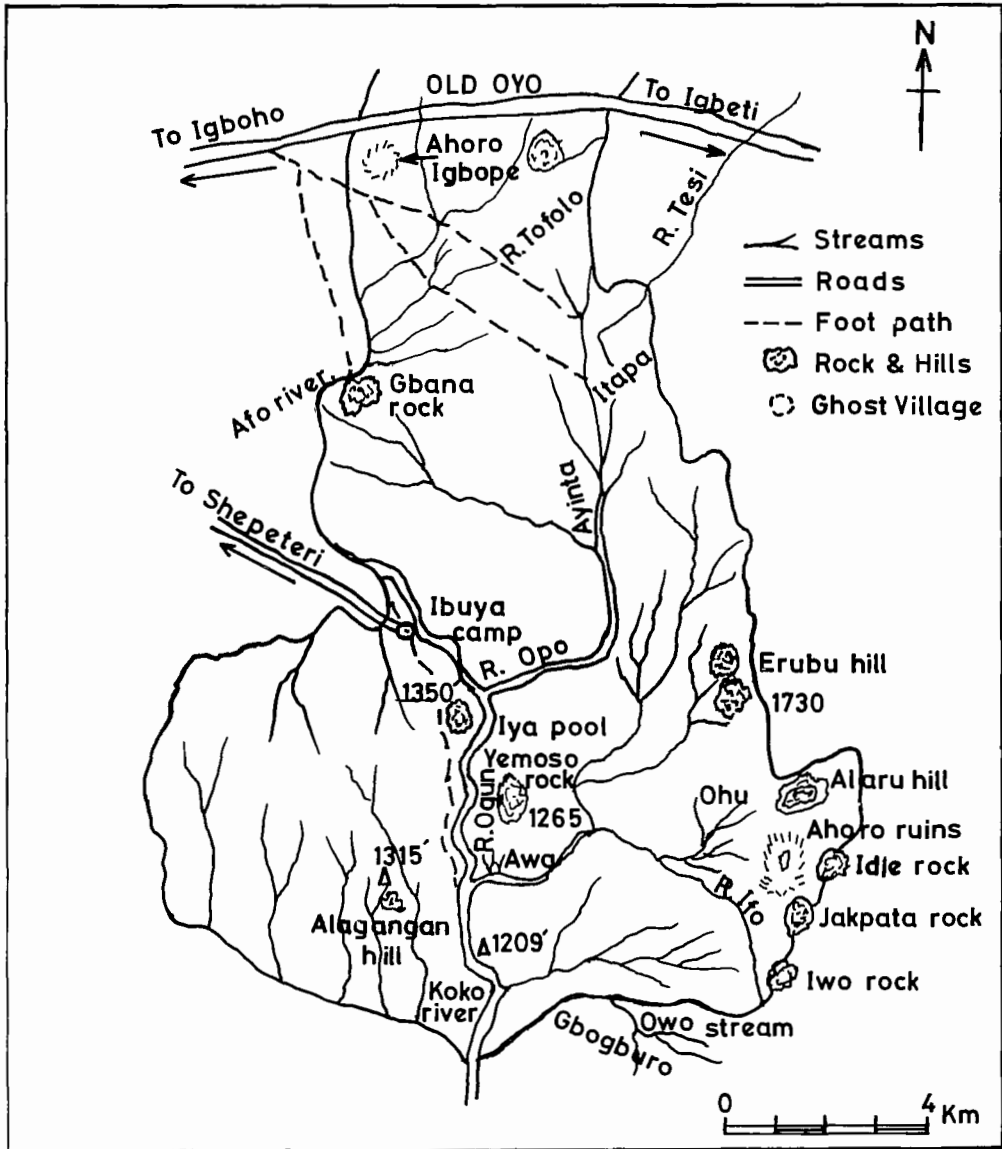 N
OLD OYO
To Igboho
To Igbeti
Ahoro
Igbope
R. Tofolo
R. Tesi
Streams
Roads
Foot path
Rock & Hills
Ghost Village
Afo river.
Gbana
rock
Itapa
Ayinta
To Shepeteri
Ibuya
camp
R. Opo
Erubu hill
1730
1350
Iya pool
Yemoso
rock
1265
R. Ogun
Awa
Ohu
Alaru hill
Ahoro ruins
Idje rock
R. Ifo
Jakpata rock
Iwo rock
1315′
Alagangan
hill
1209′
Koko
river
Gbogburo
Owo stream
0 4 Km